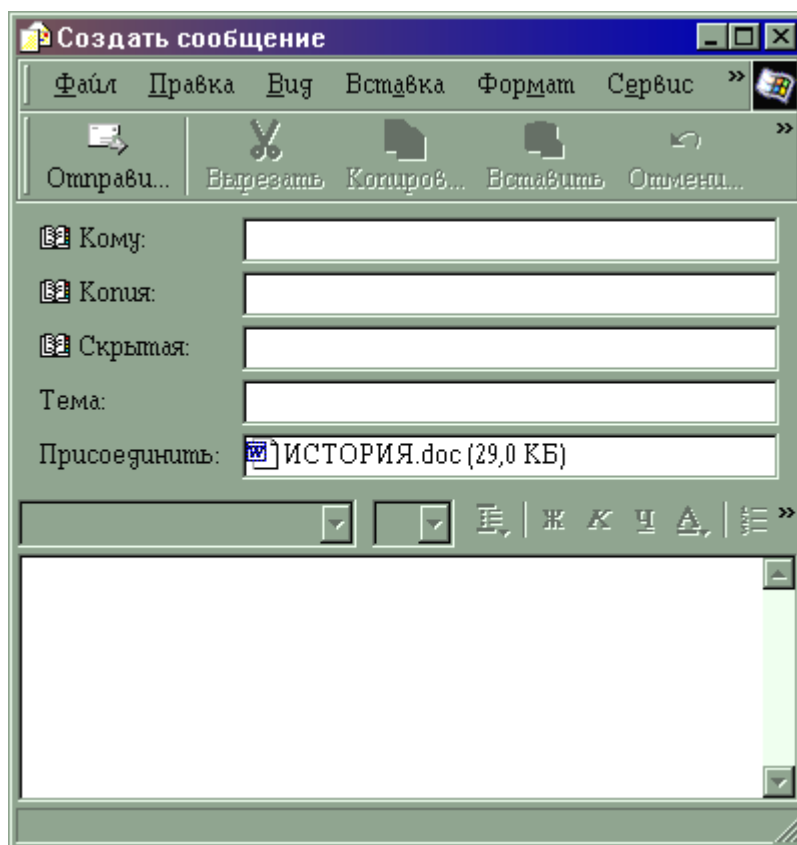 Создать сообщение
Файл Правка Вид Вставка Формат Сервис »
Отправи... Вырезать Копиров... Вставить Отмени... »
Кому:
Копия:
Скрытая:
Тема:
Присоединить: ИСТОРИЯ.doc (29,0 КБ)
Ж К Ч A »